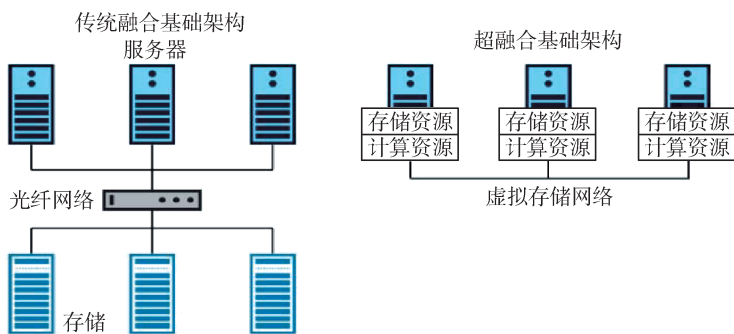 传统融合基础架构
服务器
光纤网络
存储
超融合基础架构
存储资源
计算资源
存储资源
计算资源
存储资源
计算资源
虚拟存储网络